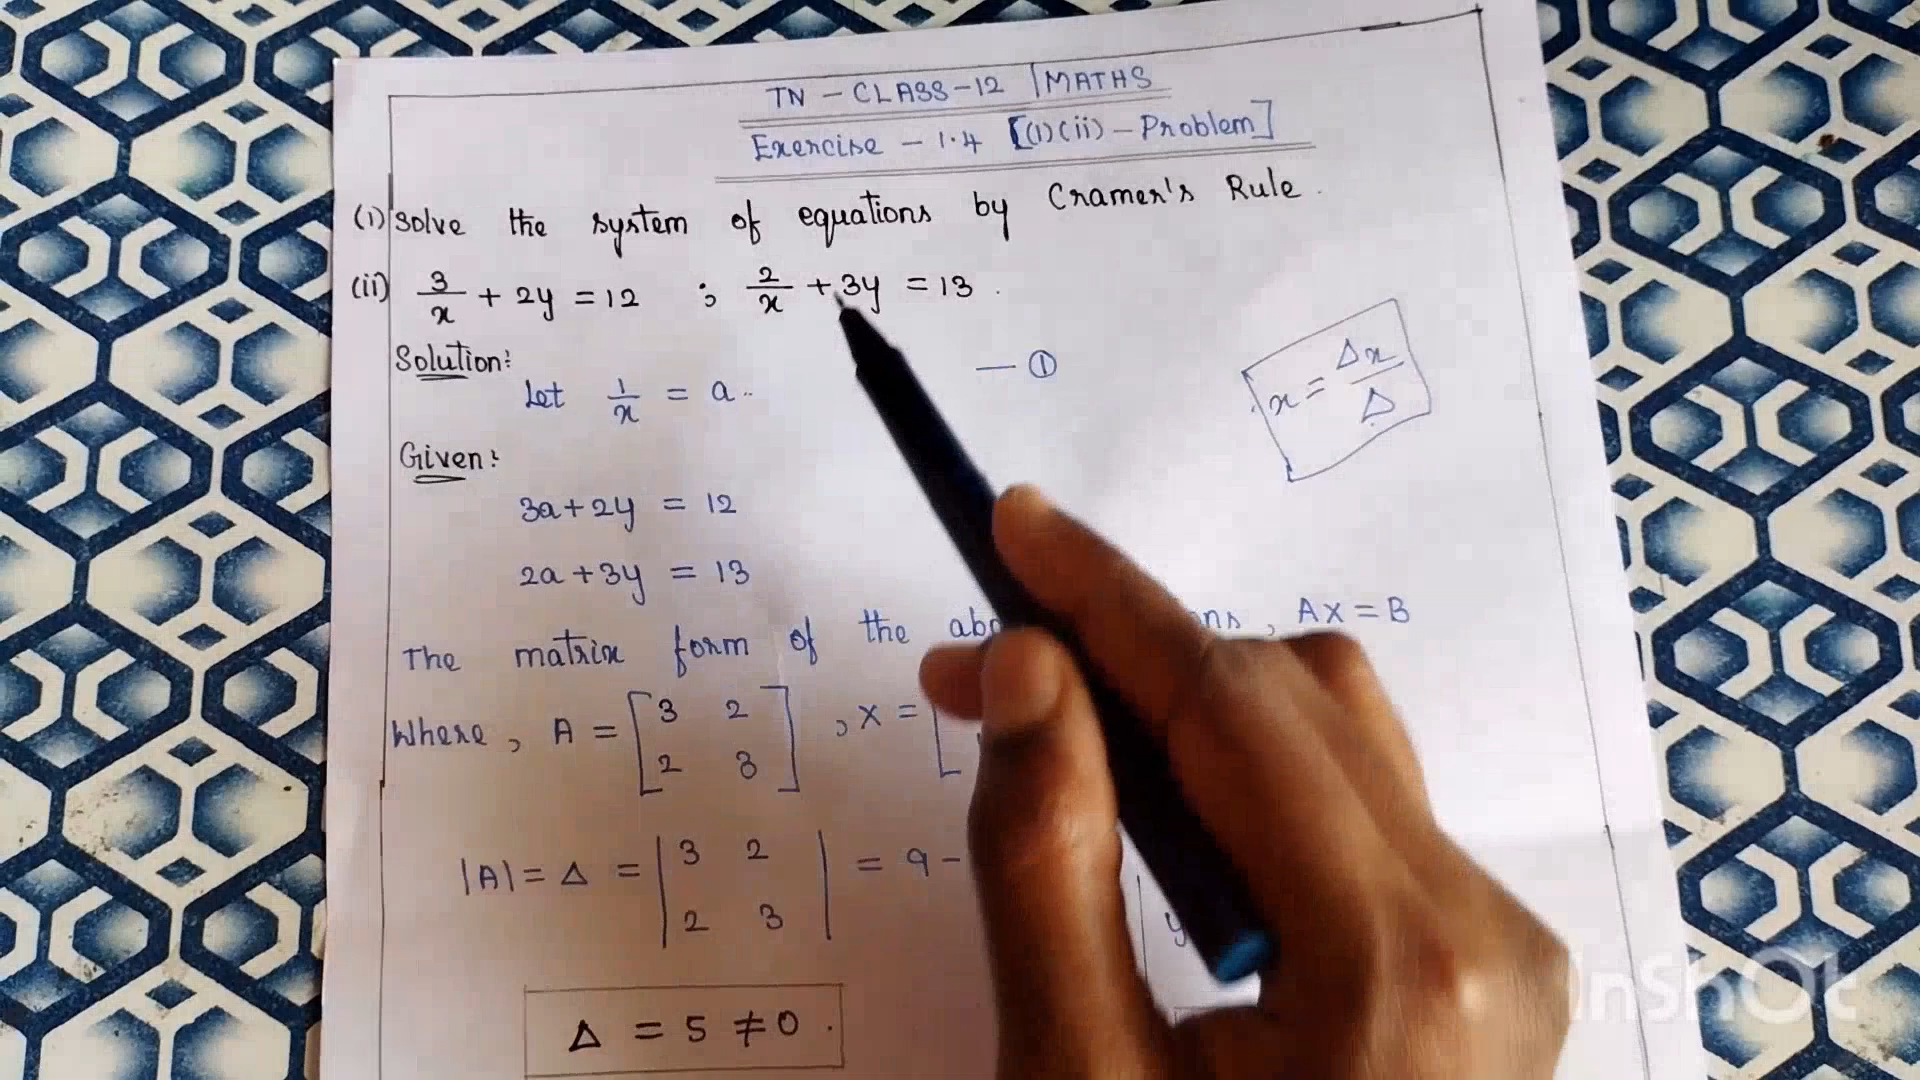 TN - CLASS-12 | MATHS
Exercise - 1.4 [(1)(ii) - Problem]
(1) Solve the system of equations by Cramer's Rule.
(ii) 3/x + 2y = 12 ; 2/x + 3y = 13.
Solution:
Let 1/x = a.. — ①
x = Δx/Δ
Given:
3a + 2y = 12
2a + 3y = 13
The matrix form of the , AX = B
Where, A = [3 2
2 3], X = [
|A| = Δ = |3 2
2 3| = 9 -
y
Δ = 5 ≠ 0.
InShOt